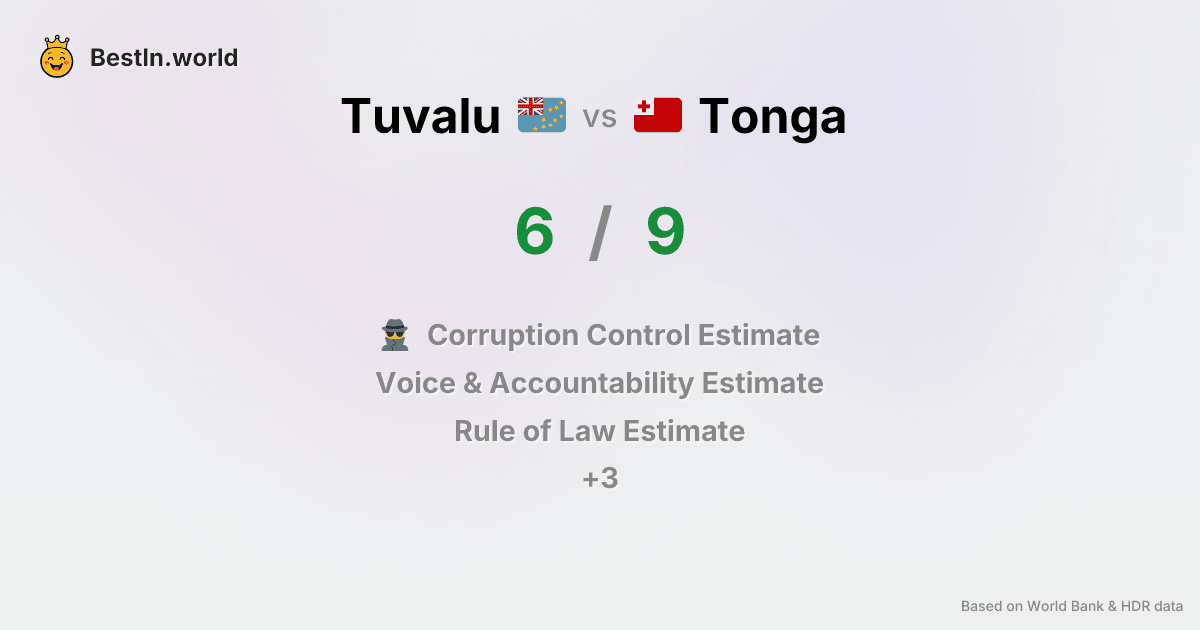 BestIn.world
Tuvalu vs Tonga
6 / 9
Corruption Control Estimate
Voice & Accountability Estimate
Rule of Law Estimate
+3
Based on World Bank & HDR data